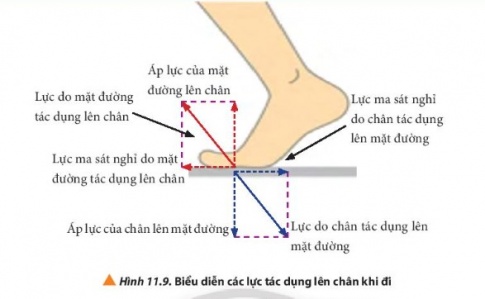 Áp lực của mặt
đường lên chân
Lực do mặt đường
tác dụng lên chân
Lực ma sát nghỉ
do chân tác dụng
lên mặt đường
Lực ma sát nghỉ do mặt
đường tác dụng lên chân
Áp lực của chân lên mặt đường
Lực do chân tác dụng lên
mặt đường
Hình 11.9. Biểu diễn các lực tác dụng lên chân khi đi